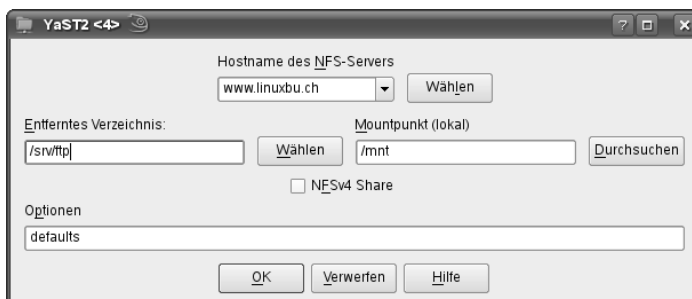 YaST2 <4>
Hostname des NFS-Servers
www.linuxbu.ch
Wählen
Entferntes Verzeichnis:
Mountpunkt (lokal)
/srv/ftp
Wählen
/mnt
Durchsuchen
NFSv4 Share
Optionen
defaults
OK
Verwerfen
Hilfe